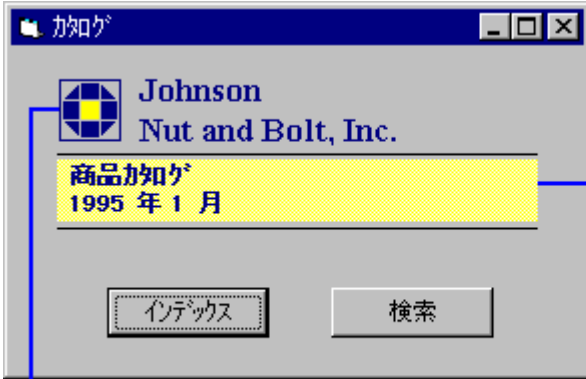 ｶﾀﾛｸﾞ
Johnson
Nut and Bolt, Inc.
商品ｶﾀﾛｸﾞ
1995 年 1 月
ｲﾝﾃﾞｯｸｽ
検索